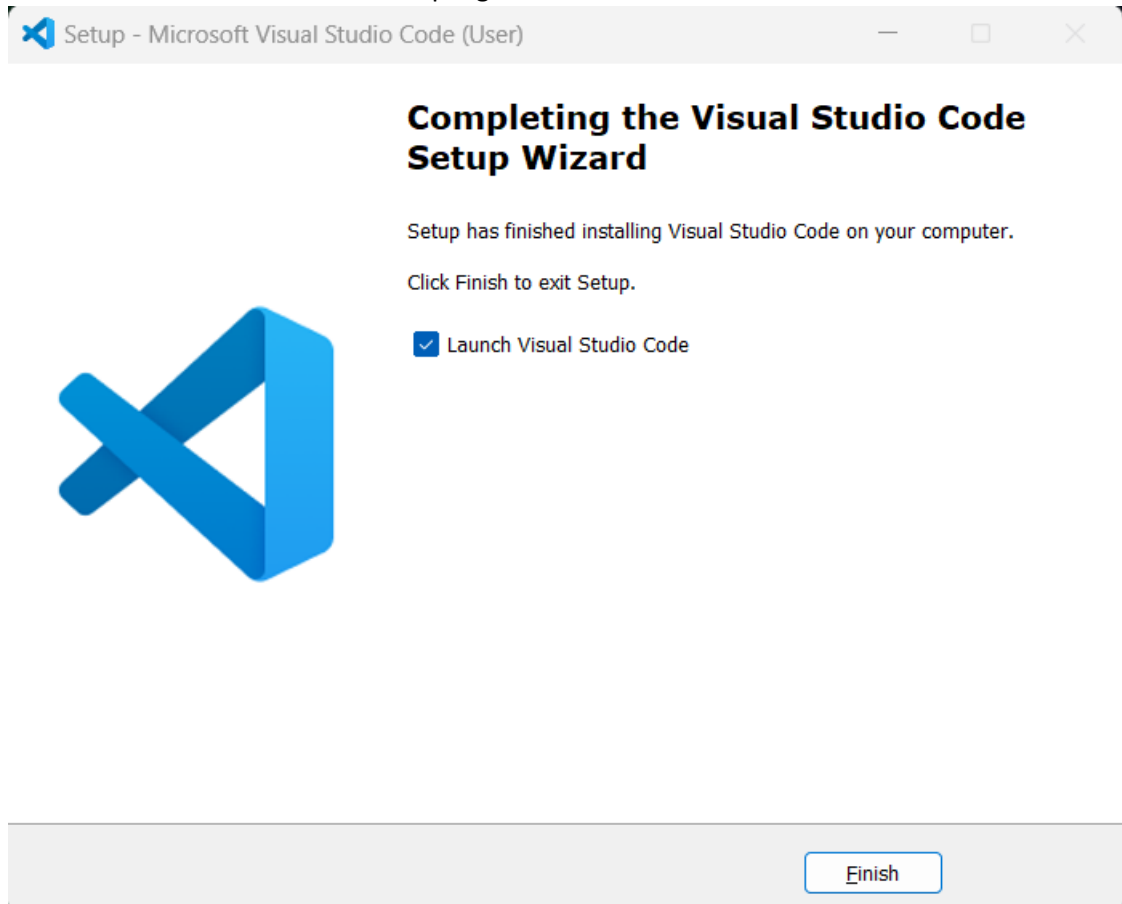 Setup - Microsoft Visual Studio Code (User)
Completing the Visual Studio Code
Setup Wizard
Setup has finished installing Visual Studio Code on your computer.
Click Finish to exit Setup.
Launch Visual Studio Code
Finish